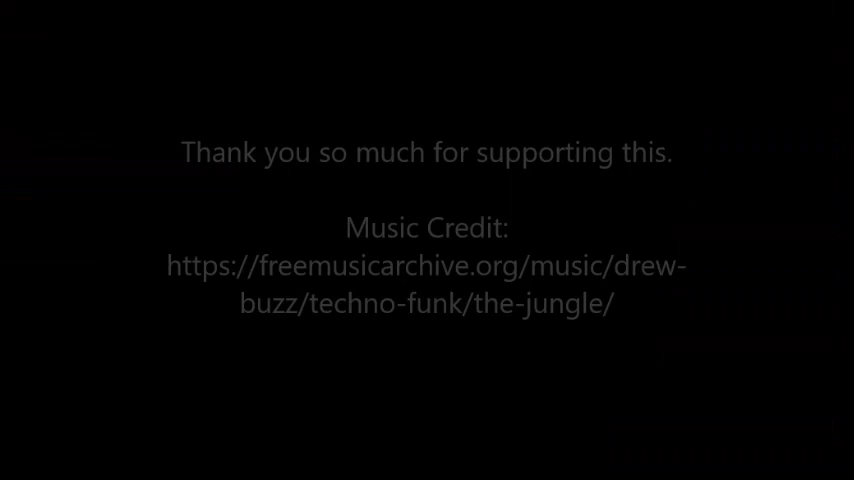 Thank you so much for supporting this.
Music Credit:
https://freemusicarchive.org/music/drew-
buzz/techno-funk/the-jungle/